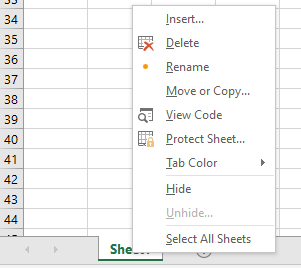 34
35
36
37
38
39
40
41
42
43
44
Insert...
Delete
Rename
Move or Copy...
View Code
Protect Sheet...
Tab Color
Hide
Unhide...
Select All Sheets